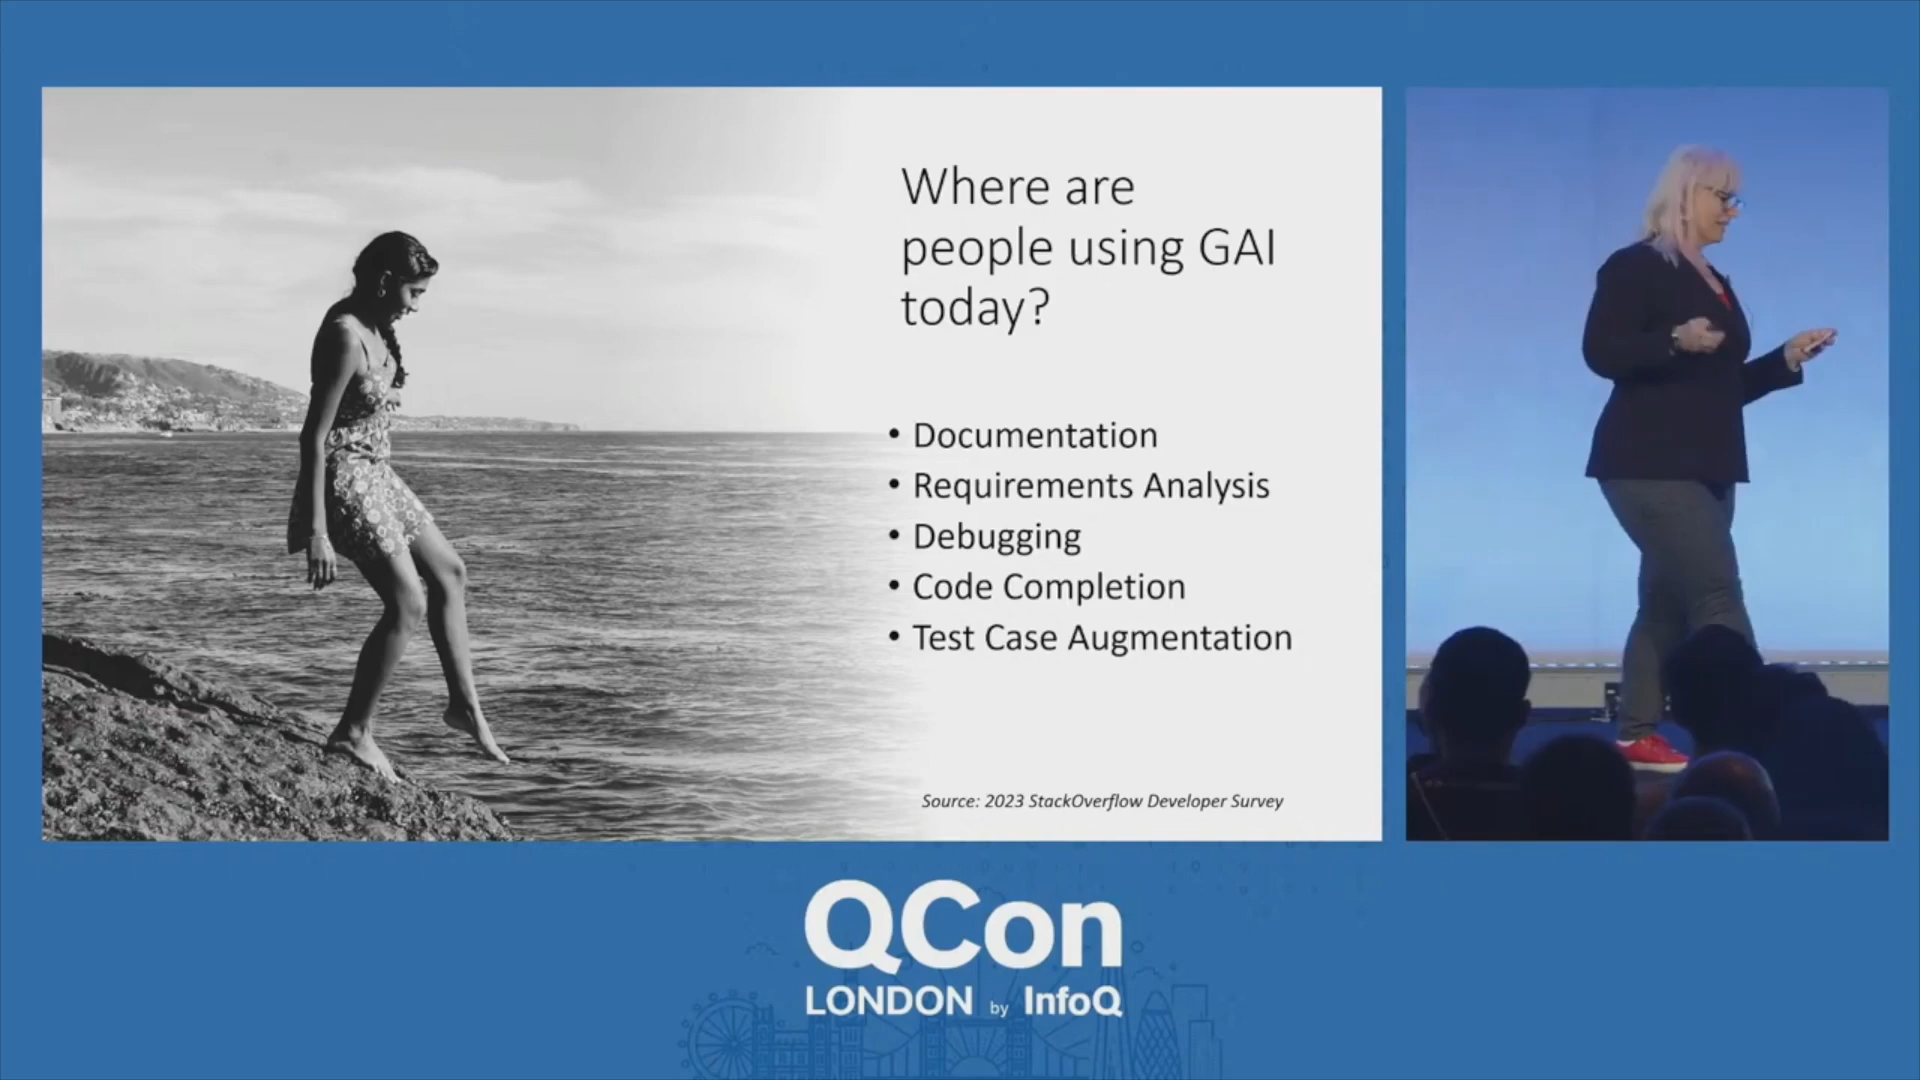 Where are
people using GAI
today?
• Documentation
• Requirements Analysis
• Debugging
• Code Completion
• Test Case Augmentation
Source: 2023 StackOverflow Developer Survey
QCon
LONDON by InfoQ